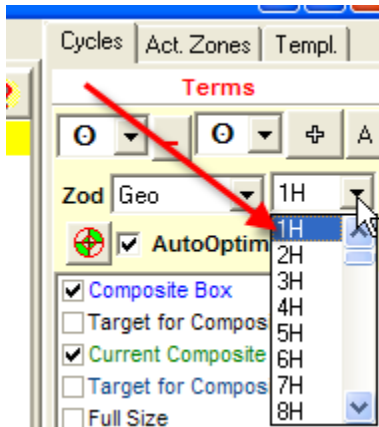 Cycles Act. Zones Templ.
Terms
A
Zod Geo 1H
AutoOptim
1H
2H
3H
4H
5H
6H
7H
8H
Composite Box
Target for Compos
Current Composite
Target for Compos
Full Size